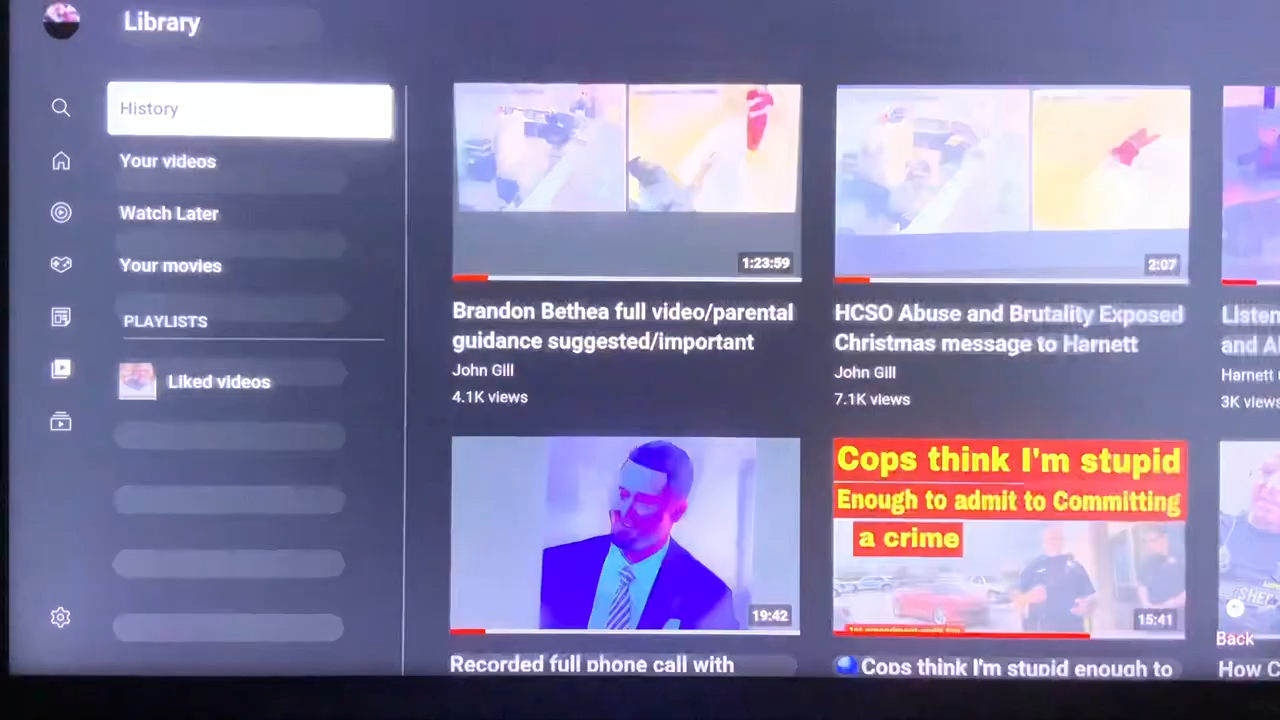 Library
History
Your videos
Watch Later
Your movies
PLAYLISTS
Liked videos
1:23:59
Brandon Bethea full video/parental
guidance suggested/important
John Gill
4.1K views
2:07
HCSO Abuse and Brutality Exposed
Christmas message to Harnett
John Gill
7.1K views
Listen
and
Harnett
3K views
19:42
Recorded full phone call with
Cops think I'm stupid
Enough to admit to Committing
a crime
15:41
Cops think I'm stupid enough to
Back
How C